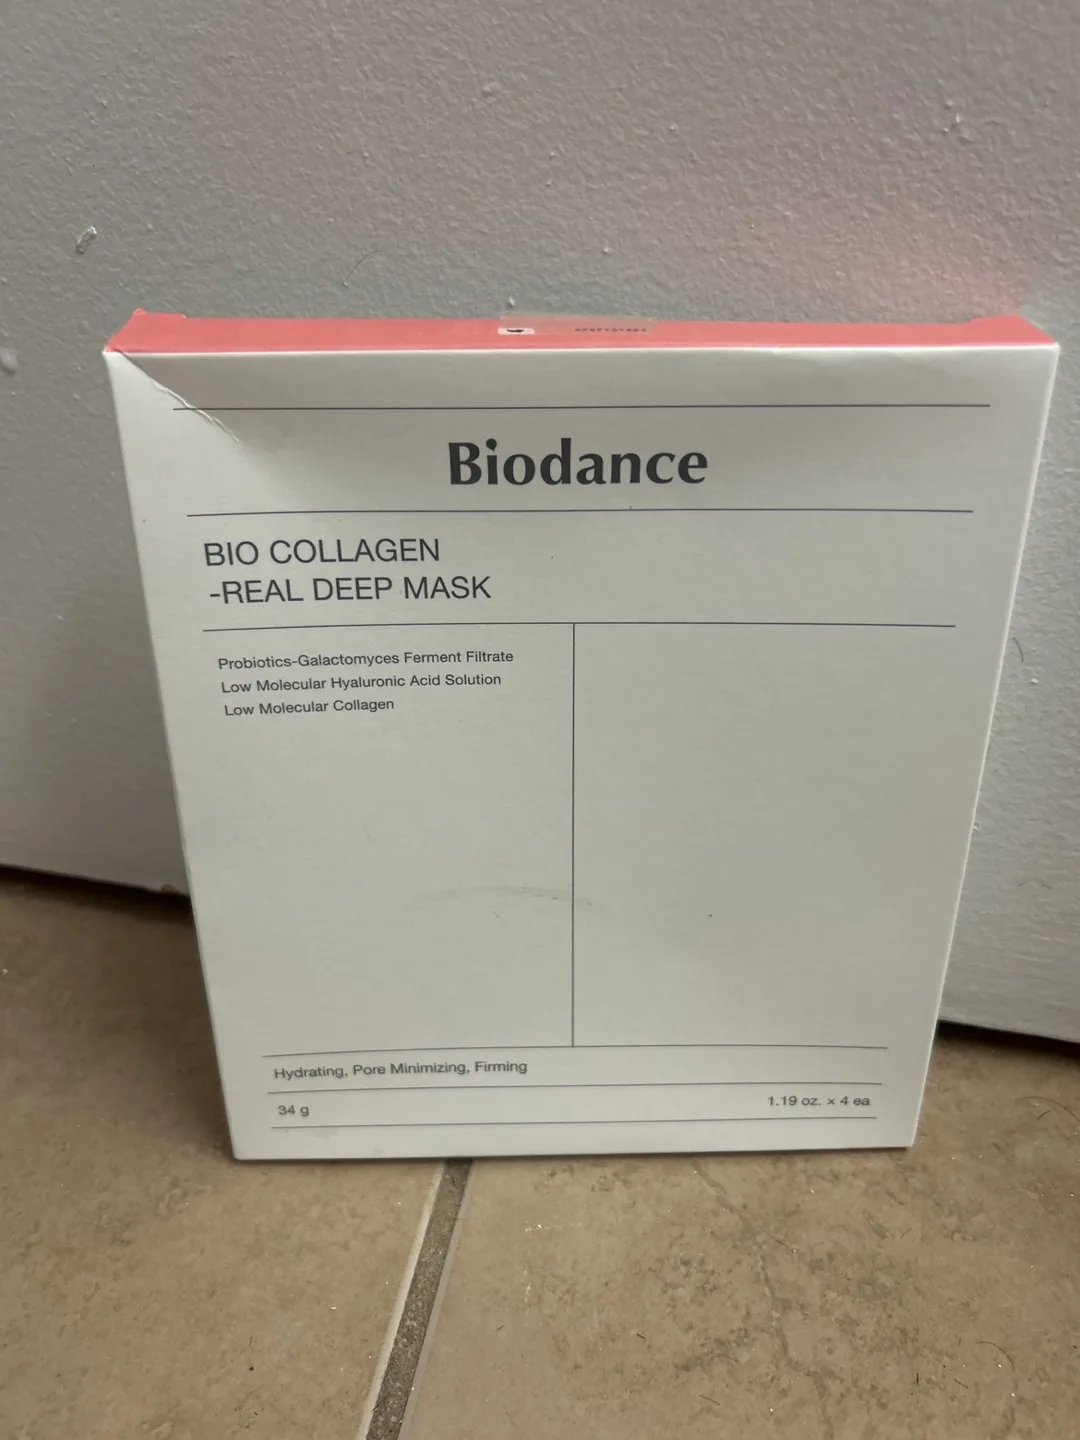 Biodance
BIO COLLAGEN
-REAL DEEP MASK
Probiotics-Galactomyces Ferment Filtrate
Low Molecular Hyaluronic Acid Solution
Low Molecular Collagen
Hydrating, Pore Minimizing, Firming
34 g
1.19 oz. × 4 ea